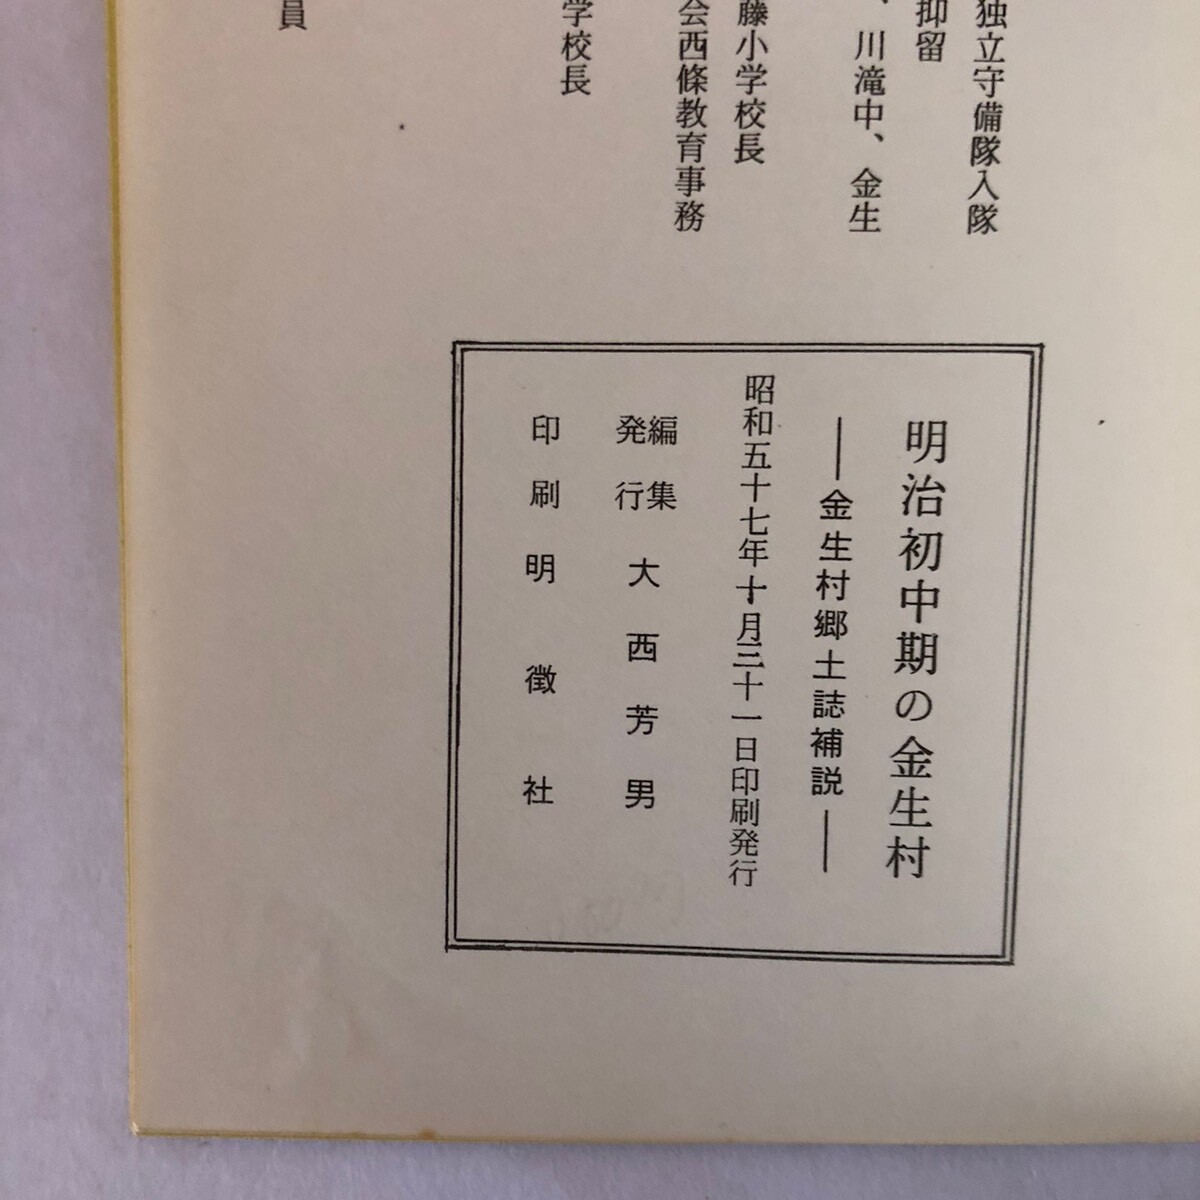 独立守備隊入隊
抑留
、川滝中、金生
藤小学校長
会西條教育事務
学校長
員
明治初中期の金生村
―金生村郷土誌補説―
昭和五十七年十月三十一日印刷発行
編集
発行 大西芳男
印刷 明徴社